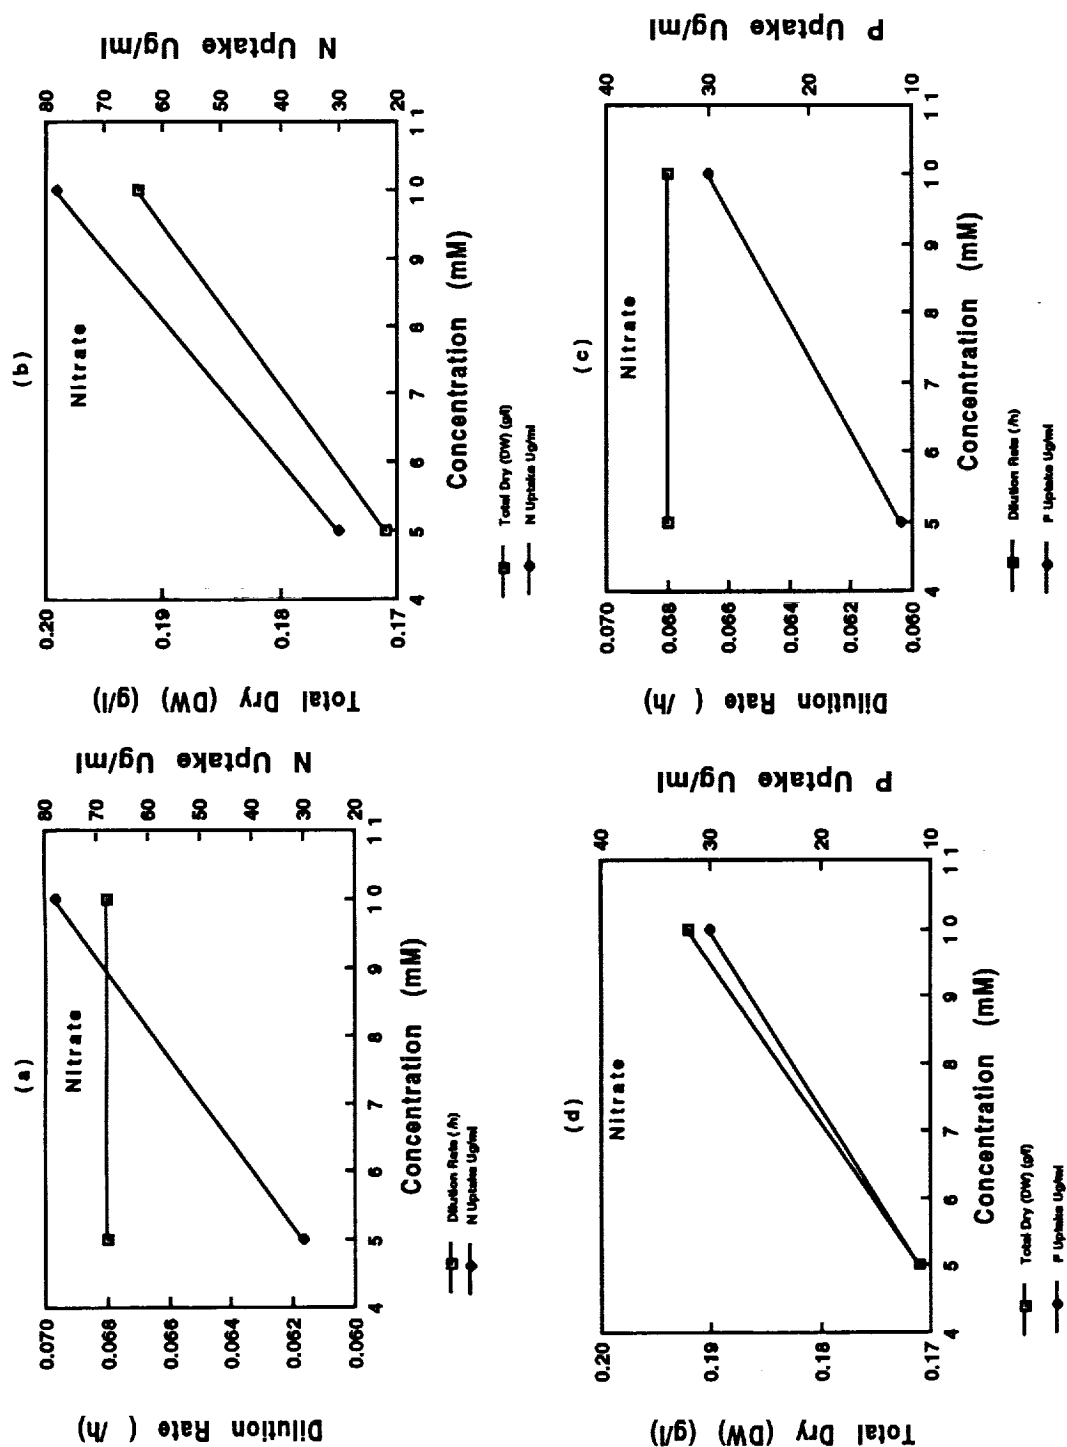 (a)
Nitrate
Dilution Rate ( /h)
0.070
0.068
0.066
0.064
0.062
0.060
N Uptake Ug/ml
80
70
60
50
40
30
20
4 5 6 7 8 9 10 11
Concentration (mM)
Dilution Rate (/h)
N Uptake Ug/ml
(b)
Nitrate
Total Dry (DW) (g/l)
0.20
0.19
0.18
0.17
N Uptake Ug/ml
80
70
60
50
40
30
20
4 5 6 7 8 9 10 11
Concentration (mM)
Total Dry (DW) (g/l)
N Uptake Ug/ml
(d)
Nitrate
Total Dry (DW) (g/l)
0.20
0.19
0.18
0.17
P Uptake Ug/ml
40
30
20
10
4 5 6 7 8 9 10 11
Concentration (mM)
Total Dry (DW) (g/l)
P Uptake Ug/ml
(c)
Nitrate
Dilution Rate ( /h)
0.070
0.068
0.066
0.064
0.062
0.060
P Uptake Ug/ml
40
30
20
10
4 5 6 7 8 9 10 11
Concentration (mM)
Dilution Rate (/h)
P Uptake Ug/ml